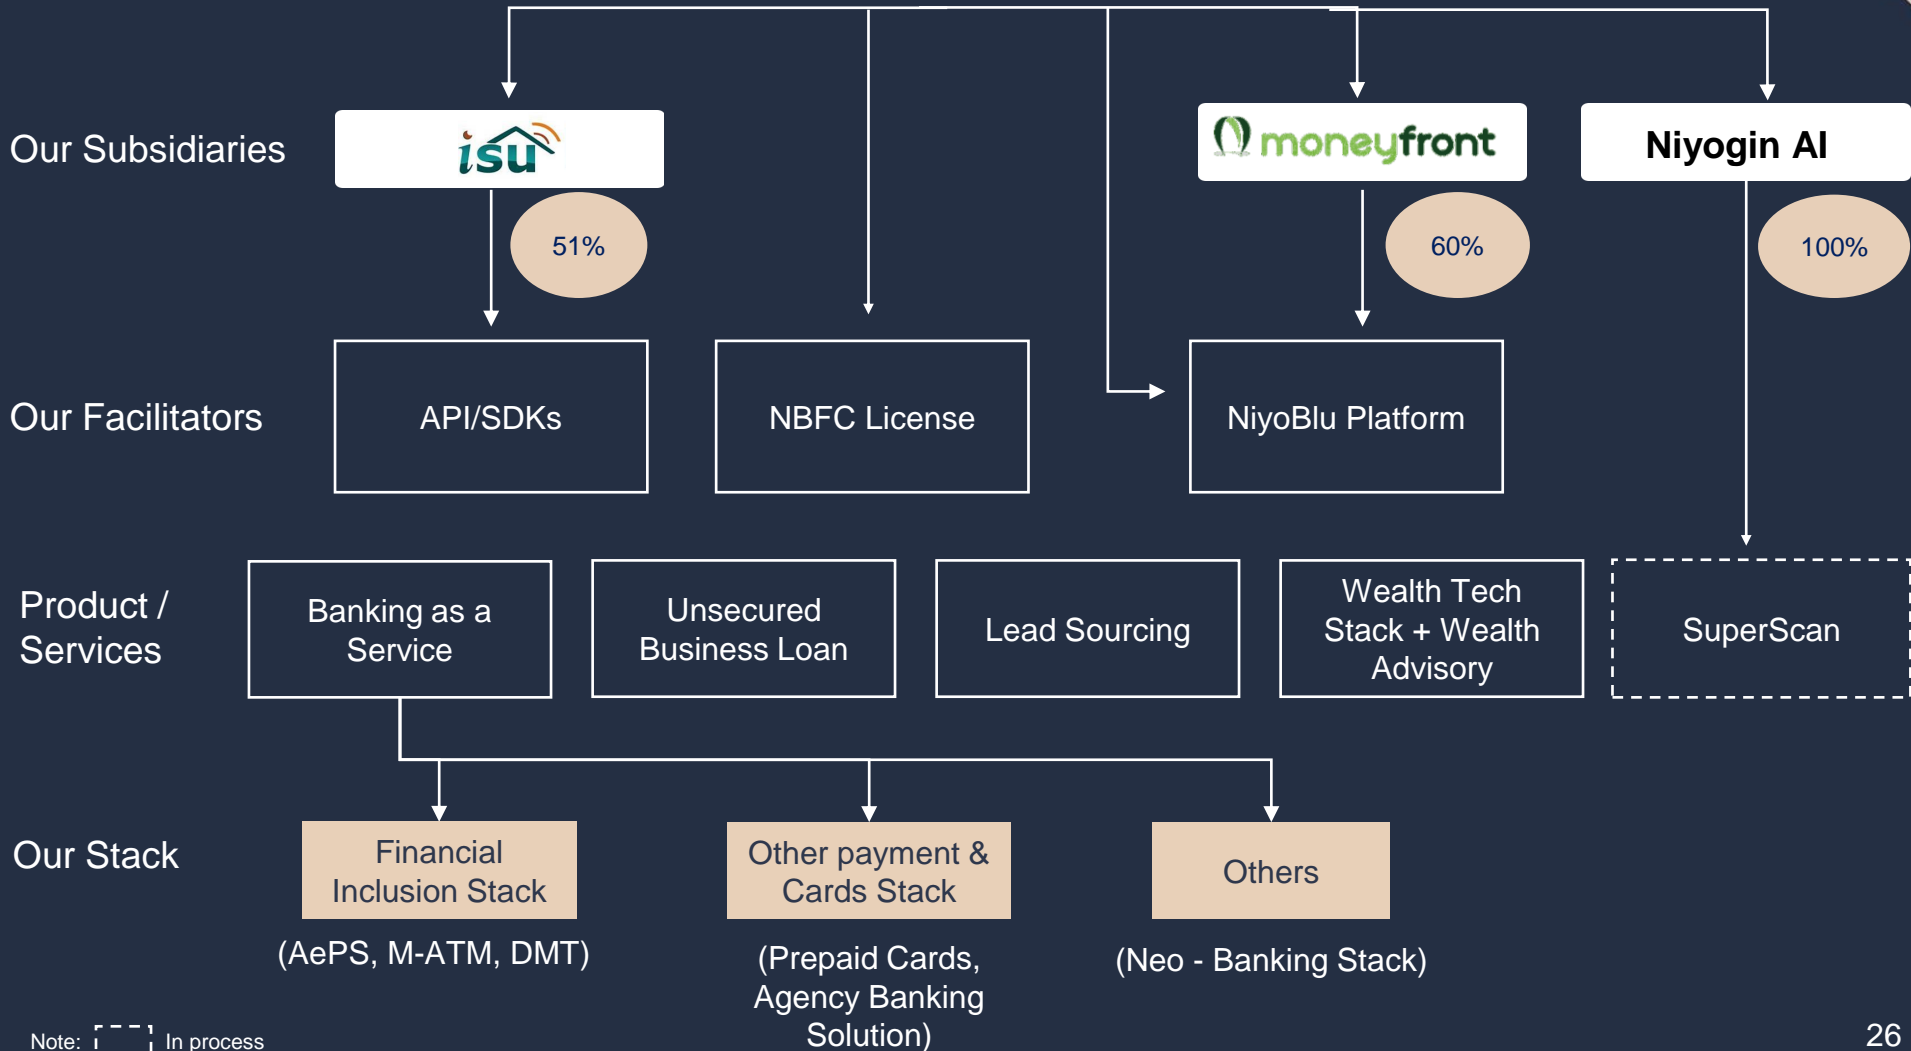 Our Subsidiaries
isu
moneyfront
Niyogin AI
51%
60%
100%
Our Facilitators
API/SDKs
NBFC License
NiyoBlu Platform
Product /
Services
Banking as a
Service
Unsecured
Business Loan
Lead Sourcing
Wealth Tech
Stack + Wealth
Advisory
SuperScan
Our Stack
Financial
Inclusion Stack
Other payment &
Cards Stack
Others
(AePS, M-ATM, DMT)
(Prepaid Cards,
Agency Banking
Solution)
(Neo - Banking Stack)
Note:
In process
26